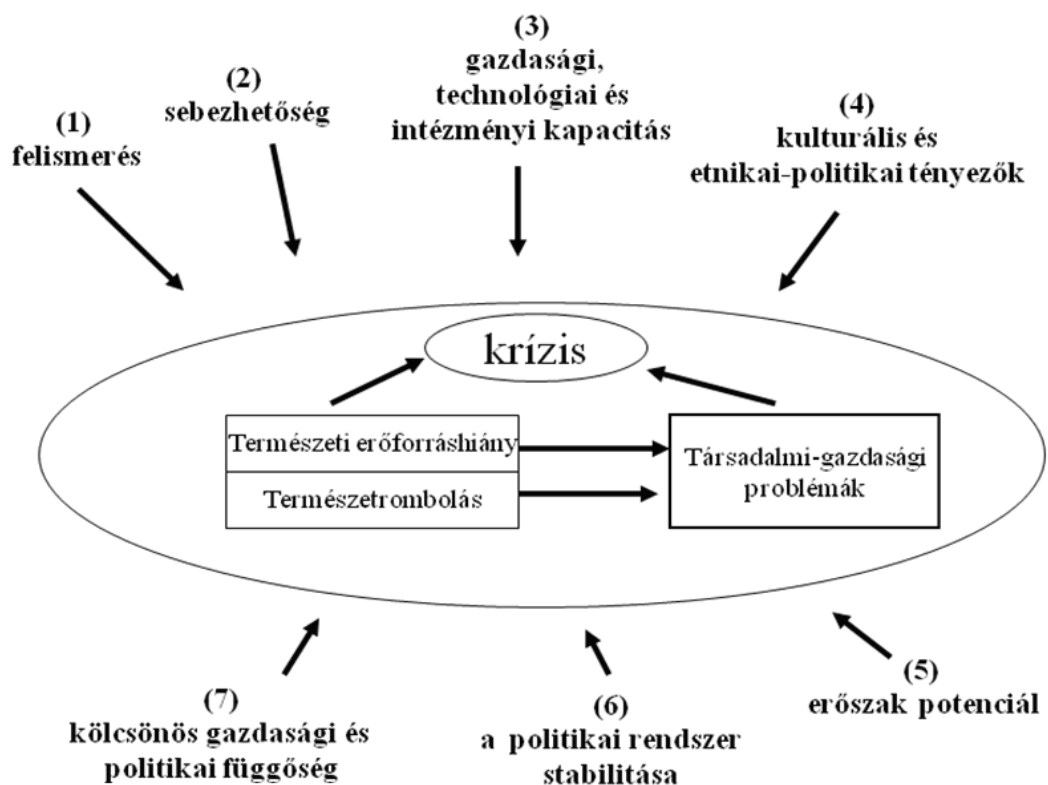 (1)
felismerés
(2)
sebezhetőség
(3)
gazdasági,
technológiai és
intézményi kapacitás
(4)
kulturális és
etnikai-politikai tényezők
krízis
Természeti erőforráshiány
Természetrombolás
Társadalmi-gazdasági
problémák
(7)
kölcsönös gazdasági és
politikai függőség
(6)
a politikai rendszer
stabilitása
(5)
erőszak potenciál